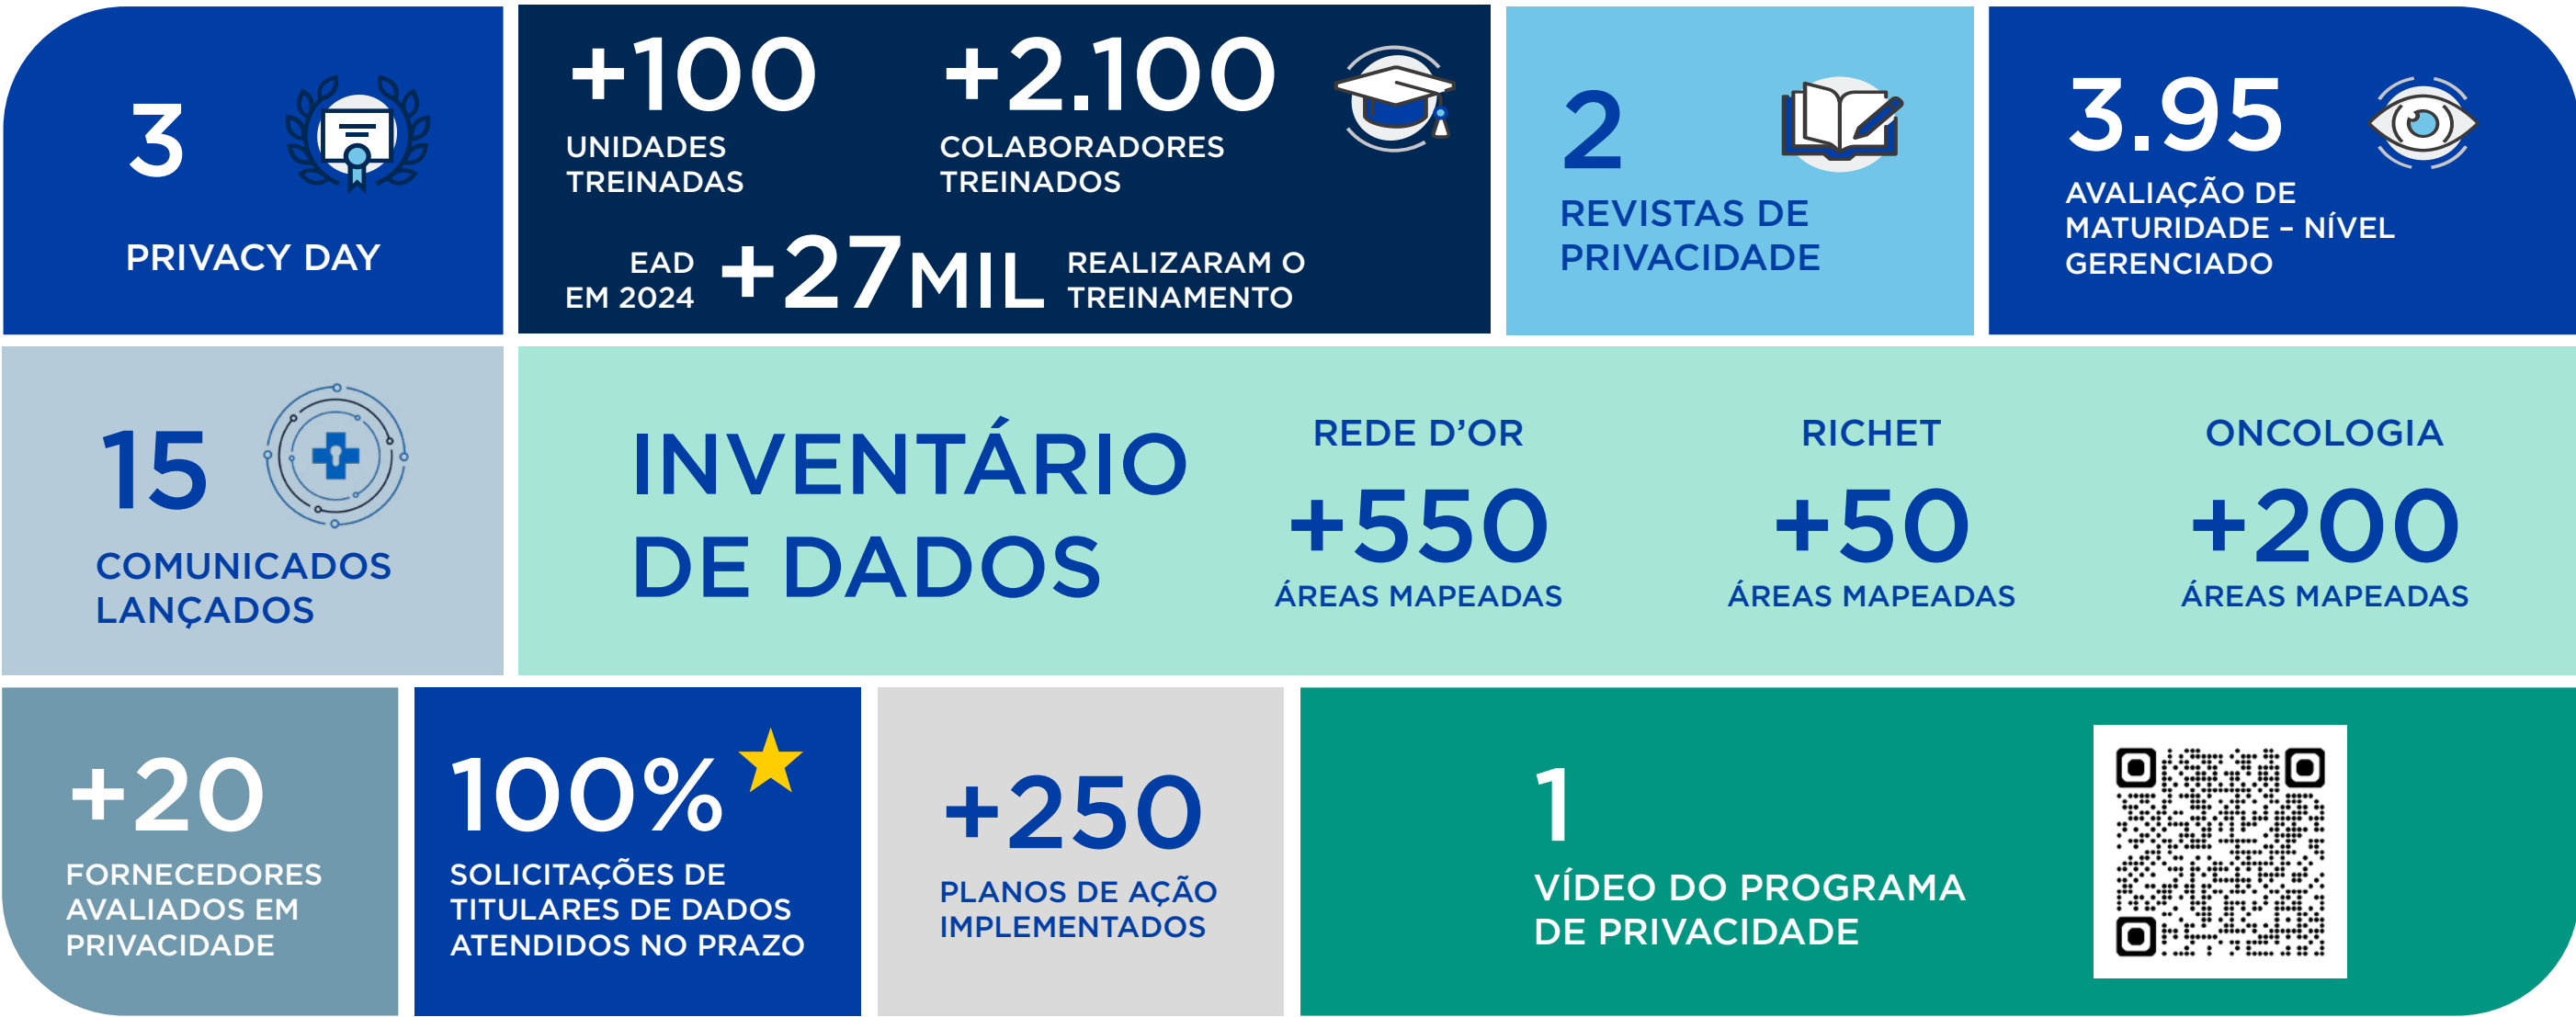 3
PRIVACY DAY
+100
UNIDADES
TREINADAS
+2.100
COLABORADORES
TREINADOS
EAD
EM 2024
+27MIL
REALIZARAM O
TREINAMENTO
2
REVISTAS DE
PRIVACIDADE
3.95
AVALIAÇÃO DE
MATURIDADE – NÍVEL
GERENCIADO
15
COMUNICADOS
LANÇADOS
INVENTÁRIO
DE DADOS
REDE D’OR
+550
ÁREAS MAPEADAS
RICHET
+50
ÁREAS MAPEADAS
ONCOLOGIA
+200
ÁREAS MAPEADAS
+20
FORNECEDORES
AVALIADOS EM
PRIVACIDADE
100%
SOLICITAÇÕES DE
TITULARES DE DADOS
ATENDIDOS NO PRAZO
+250
PLANOS DE AÇÃO
IMPLEMENTADOS
1
VÍDEO DO PROGRAMA
DE PRIVACIDADE